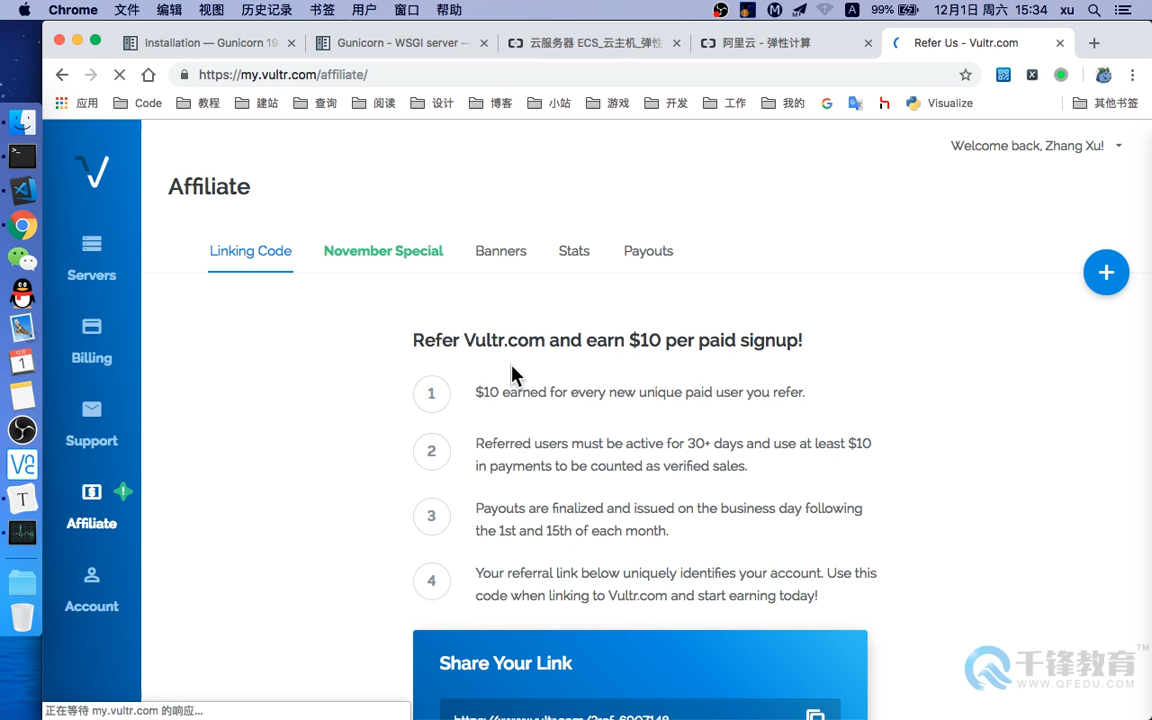 Chrome 文件 编辑 视图 历史记录 书签 用户 窗口 帮助 99% 12月1日 周六 15:34 xu
Installation — Gunicorn 19
Gunicorn - WSGI server —
云服务器 ECS_云主机_弹性
阿里云 - 弹性计算
Refer Us - Vultr.com
https://my.vultr.com/affiliate/
应用 Code 教程 建站 查询 阅读 设计 博客 小站 游戏 开发 工作 我的 Visualize 其他书签
Welcome back, Zhang Xu!
Affiliate
Linking Code November Special Banners Stats Payouts
Servers
Billing
Support
Affiliate
Account
Refer Vultr.com and earn $10 per paid signup!
1 $10 earned for every new unique paid user you refer.
2 Referred users must be active for 30+ days and use at least $10
in payments to be counted as verified sales.
3 Payouts are finalized and issued on the business day following
the 1st and 15th of each month.
4 Your referral link below uniquely identifies your account. Use this
code when linking to Vultr.com and start earning today!
Share Your Link
正在等待 my.vultr.com 的响应...
千锋教育 TM
WWW.QFEDU.COM